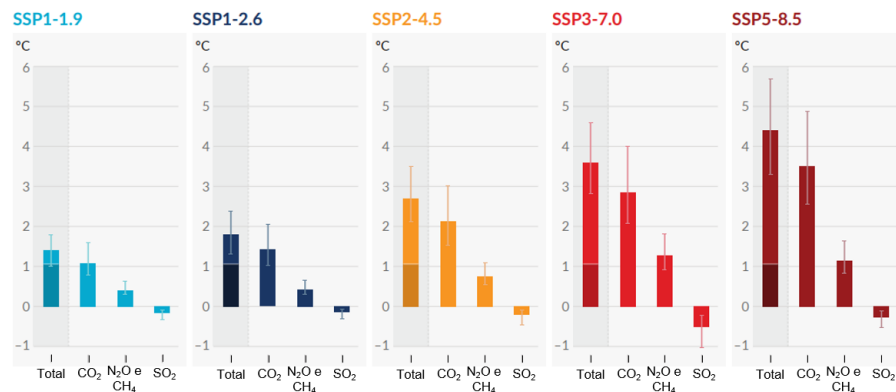 SSP1-1.9 SSP1-2.6 SSP2-4.5 SSP3-7.0 SSP5-8.5
°C °C °C °C °C
6 6 6 6 6
5 5 5 5 5
4 4 4 4 4
3 3 3 3 3
2 2 2 2 2
1 1 1 1 1
0 0 0 0 0
−1 −1 −1 −1 −1
Total CO₂ N₂O e SO₂ Total CO₂ N₂O e SO₂ Total CO₂ N₂O e SO₂ Total CO₂ N₂O e SO₂ Total CO₂ N₂O e SO₂
CH₄ CH₄ CH₄ CH₄ CH₄